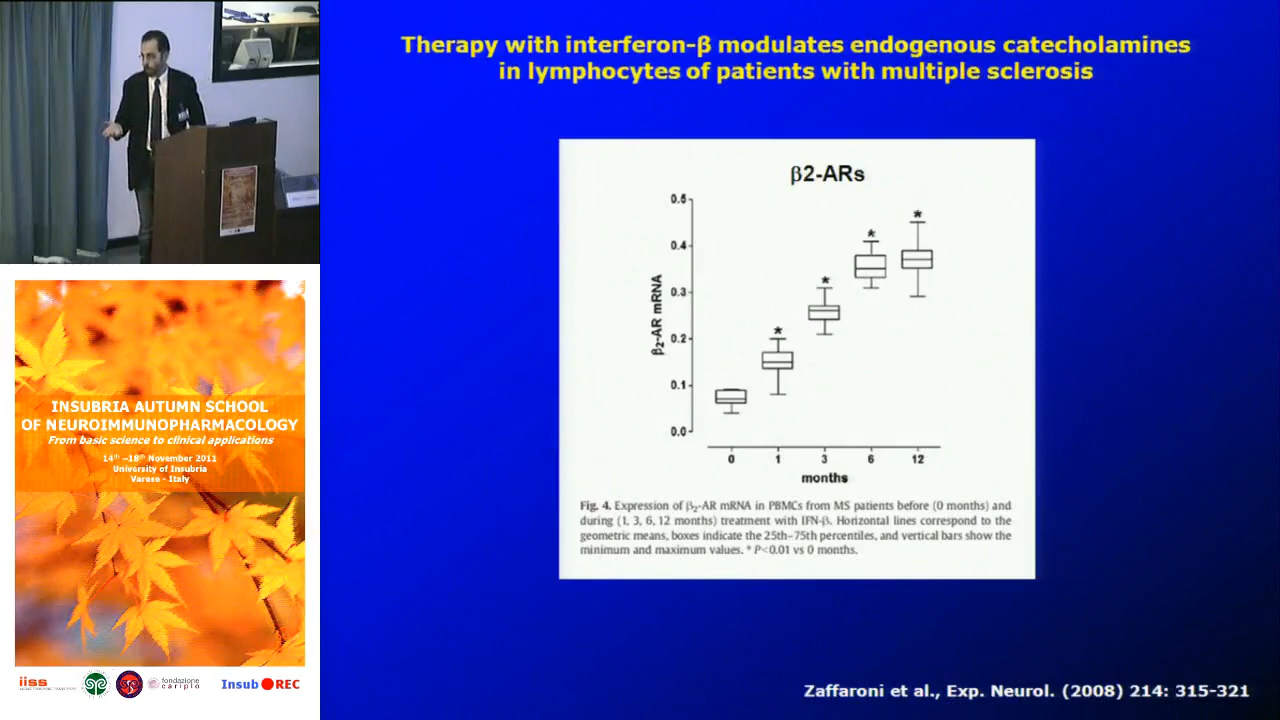 Therapy with interferon-β modulates endogenous catecholamines
in lymphocytes of patients with multiple sclerosis
β2-ARs
β2-AR mRNA
0.5
0.4
0.3
0.2
0.1
0.0
*
*
*
*
0 1 3 6 12
months
Fig. 4. Expression of β2-AR mRNA in PBMCs from MS patients before (0 months) and
during (1, 3, 6, 12 months) treatment with IFN-β. Horizontal lines correspond to the
geometric means, boxes indicate the 25th–75th percentiles, and vertical bars show the
minimum and maximum values. * P<0.01 vs 0 months.
Zaffaroni et al., Exp. Neurol. (2008) 214: 315-321
INSUBRIA AUTUMN SCHOOL
OF NEUROIMMUNOPHARMACOLOGY
From basic science to clinical applications
14th –18th November 2011
University of Insubria
Varese - Italy
iiss
fondazione
cariplo
Insub REC